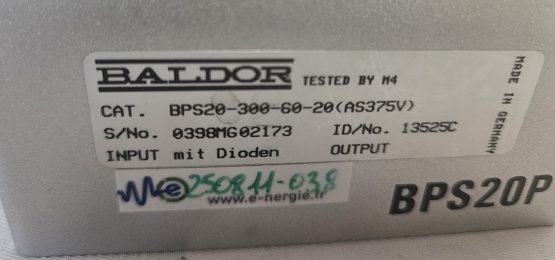 BALDOR TESTED BY M4
CAT. BPS20-300-60-20(AS375V)
S/No. 0398MG02173 ID/No. 13525C
INPUT mit Dioden OUTPUT
MADE IN GERMANY
250811-038
www.e-nergie.fr
BPS20P